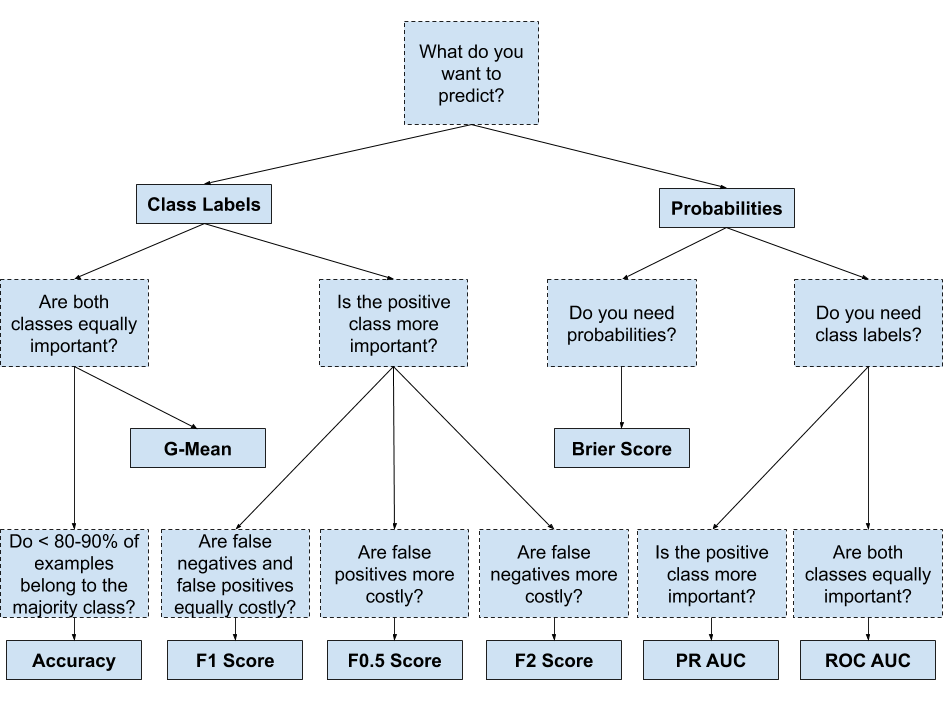 What do you
want to
predict?
Class Labels
Probabilities
Are both
classes equally
important?
Is the positive
class more
important?
Do you need
probabilities?
Do you need
class labels?
G-Mean
Brier Score
Do < 80-90% of
examples
belong to the
majority class?
Are false
negatives and
false positives
equally costly?
Are false
positives more
costly?
Are false
negatives more
costly?
Is the positive
class more
important?
Are both
classes equally
important?
Accuracy
F1 Score
F0.5 Score
F2 Score
PR AUC
ROC AUC